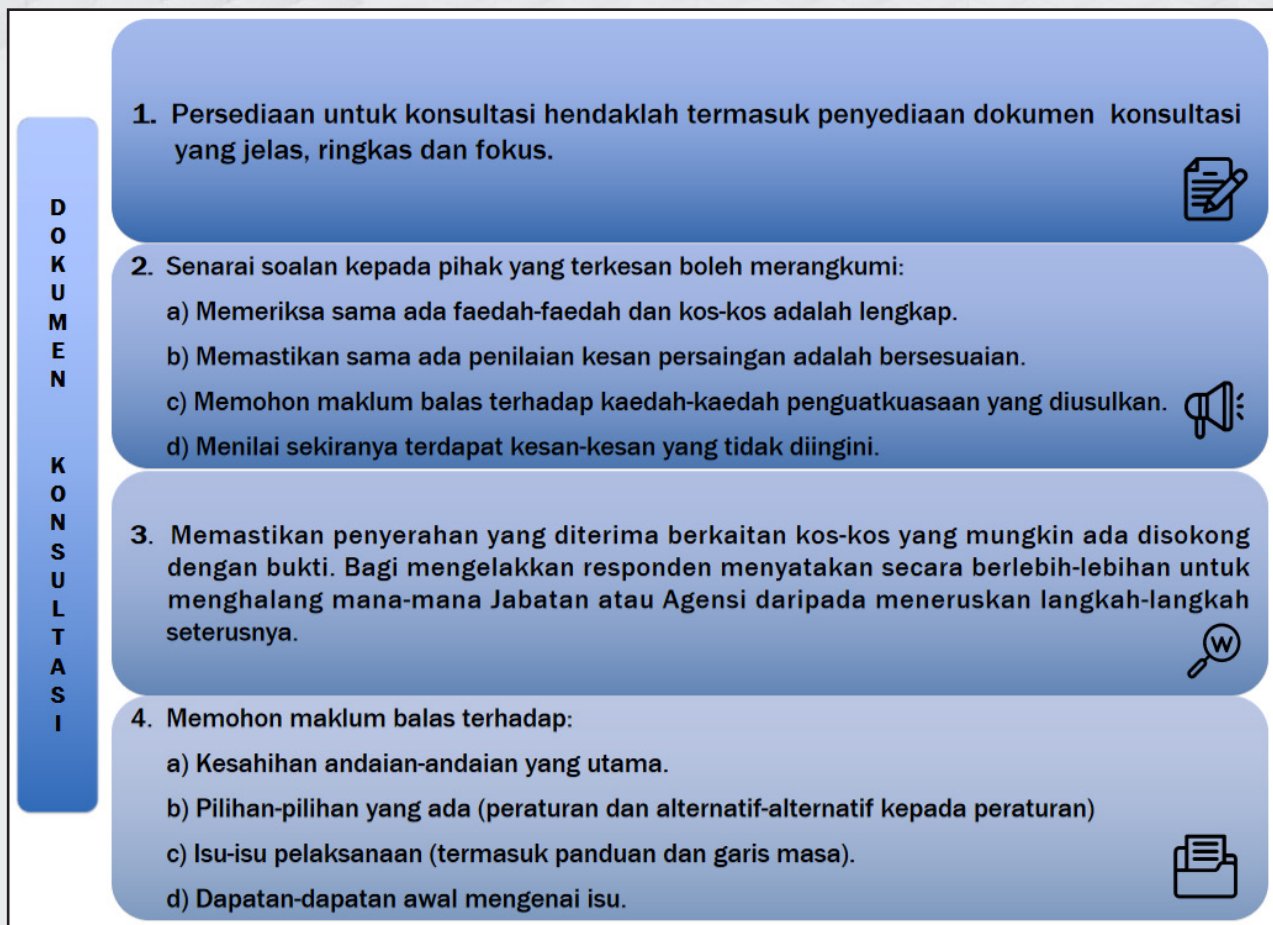 DOKUMEN KONSULTASI
1. Persediaan untuk konsultasi hendaklah termasuk penyediaan dokumen konsultasi
yang jelas, ringkas dan fokus.
2. Senarai soalan kepada pihak yang terkesan boleh merangkumi:
a) Memeriksa sama ada faedah-faedah dan kos-kos adalah lengkap.
b) Memastikan sama ada penilaian kesan persaingan adalah bersesuaian.
c) Memohon maklum balas terhadap kaedah-kaedah penguatkuasaan yang diusulkan.
d) Menilai sekiranya terdapat kesan-kesan yang tidak diingini.
3. Memastikan penyerahan yang diterima berkaitan kos-kos yang mungkin ada disokong
dengan bukti. Bagi mengelakkan responden menyatakan secara berlebih-lebihan untuk
menghalang mana-mana Jabatan atau Agensi daripada meneruskan langkah-langkah
seterusnya.
W
4. Memohon maklum balas terhadap:
a) Kesahihan andaian-andaian yang utama.
b) Pilihan-pilihan yang ada (peraturan dan alternatif-alternatif kepada peraturan)
c) Isu-isu pelaksanaan (termasuk panduan dan garis masa).
d) Dapatan-dapatan awal mengenai isu.